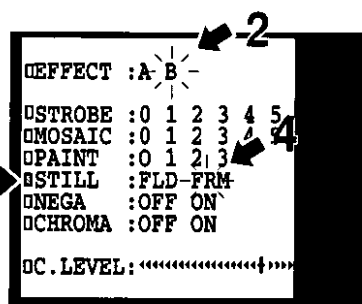 2
▯EFFECT :A B
▯STROBE :0 1 2 3 4 5
▯MOSAIC :0 1 2 3 4 5
4
▯PAINT :0 1 2 3
▯STILL :FLD-FRM
▯NEGA :OFF ON
▯CHROMA :OFF ON
▯C.LEVEL: